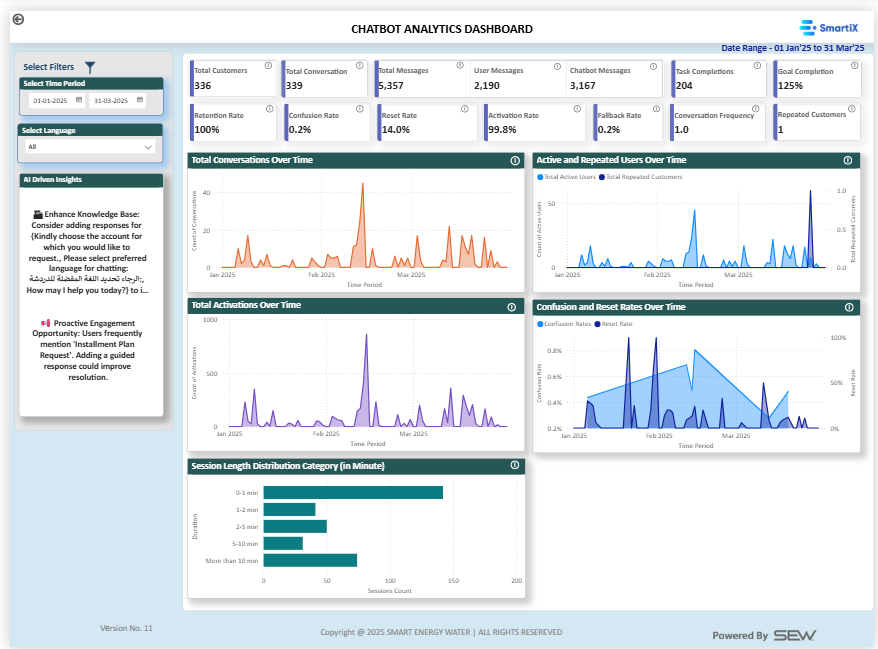 CHATBOT ANALYTICS DASHBOARD
SmartiX
Date Range - 01 Jan'25 to 31 Mar'25
Select Filters
Select Time Period
01-01-2025
31-03-2025
Select Language
All
AI Driven Insights
Enhance Knowledge Base:
Consider adding responses for
{Kindly choose the account for
which you would like to
request., Please select preferred
language for chatting:
الرجاء تحديد اللغة المفضلة للدردشة:,
How may I help you today?} to i...
Proactive Engagement
Opportunity: Users frequently
mention 'Installment Plan
Request'. Adding a guided
response could improve
resolution.
Total Customers
336
Total Conversation
339
Total Messages
5,357
User Messages
2,190
Chatbot Messages
3,167
Task Completions
204
Goal Completion
125%
Retention Rate
100%
Confusion Rate
0.2%
Reset Rate
14.0%
Activation Rate
99.8%
Fallback Rate
0.2%
Conversation Frequency
1.0
Repeated Customers
1
Total Conversations Over Time
Count of Conversations
40
20
0
Jan 2025
Feb 2025
Mar 2025
Time Period
Active and Repeated Users Over Time
Total Active Users
Total Repeated Customers
Count of Active Users
50
0
1.0
0.5
0.0
Total Repeated Customers
Jan 2025
Feb 2025
Mar 2025
Time Period
Total Activations Over Time
Count of Activations
1000
500
0
Jan 2025
Feb 2025
Mar 2025
Time Period
Confusion and Reset Rates Over Time
Confusion Rates
Reset Rate
Confusion Rate
0.8%
0.6%
0.4%
0.2%
100%
50%
0%
Reset Rate
Jan 2025
Feb 2025
Mar 2025
Time Period
Session Length Distribution Category (in Minute)
Duration
0-1 min
1-2 min
2-5 min
5-10 min
More than 10 min
0
50
100
150
200
Sessions Count
Version No. 11
Copyright @ 2025 SMART ENERGY WATER | ALL RIGHTS RESEREVED
Powered By SEW